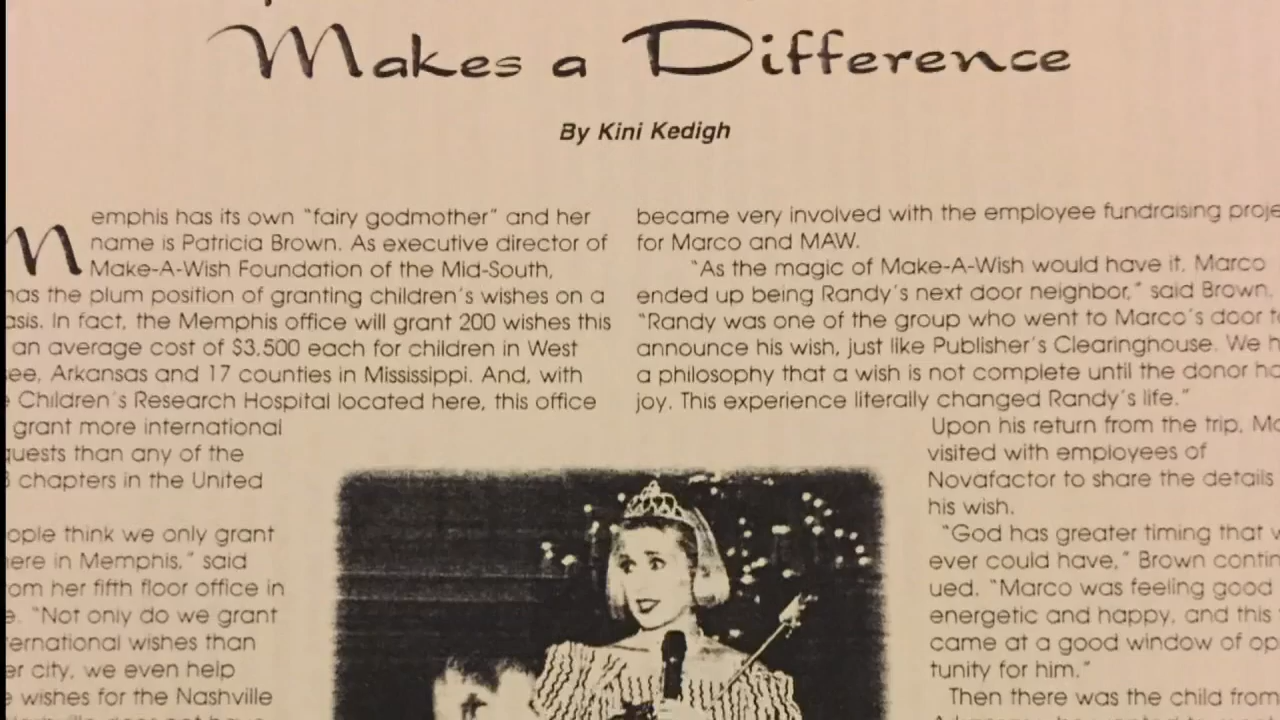 Makes a Difference
By Kini Kedigh
Memphis has its own "fairy godmother" and her
name is Patricia Brown. As executive director of
Make-A-Wish Foundation of the Mid-South,
has the plum position of granting children's wishes on a
asis. In fact, the Memphis office will grant 200 wishes this
an average cost of $3,500 each for children in West
ee, Arkansas and 17 counties in Mississippi. And, with
Children's Research Hospital located here, this office
grant more international
quests than any of the
chapters in the United
ople think we only grant
ere in Memphis," said
om her fifth floor office in
e. "Not only do we grant
ernational wishes than
er city, we even help
wishes for the Nashville
became very involved with the employee fundraising proje
for Marco and MAW.
"As the magic of Make-A-Wish would have it, Marco
ended up being Randy's next door neighbor," said Brown.
"Randy was one of the group who went to Marco's door t
announce his wish, just like Publisher's Clearinghouse. We h
a philosophy that a wish is not complete until the donor ha
joy. This experience literally changed Randy's life."
Upon his return from the trip, Ma
visited with employees of
Novafactor to share the details
his wish.
"God has greater timing that w
ever could have," Brown contin
ued. "Marco was feeling good
energetic and happy, and this
came at a good window of op
tunity for him."
Then there was the child from